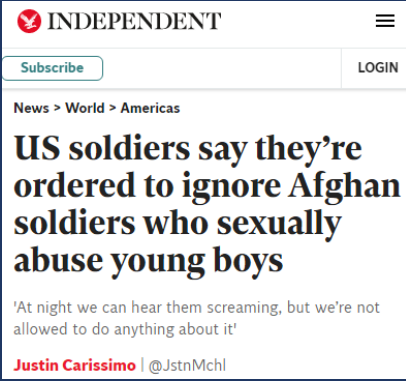 INDEPENDENT
Subscribe
LOGIN
News > World > Americas
US soldiers say they're
ordered to ignore Afghan
soldiers who sexually
abuse young boys
'At night we can hear them screaming, but we're not
allowed to do anything about it'
Justin Carissimo | @JstnMchl